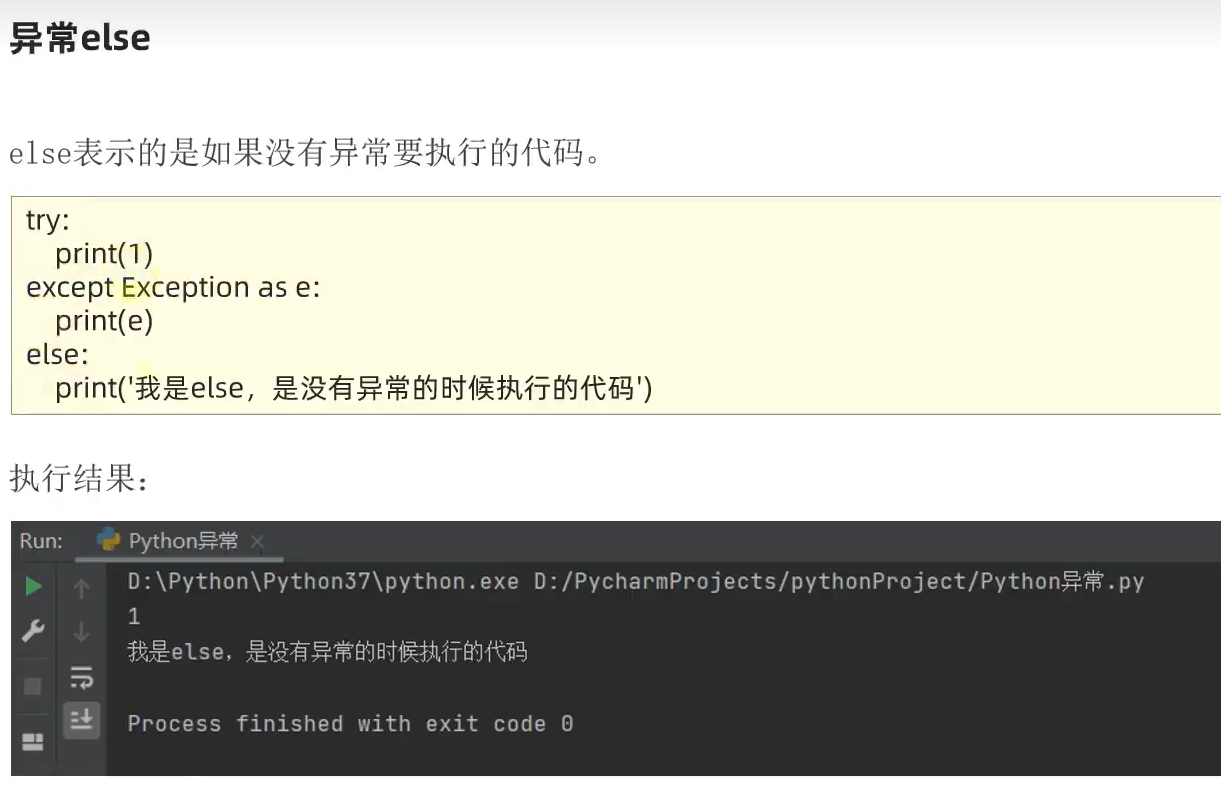 异常else
else表示的是如果没有异常要执行的代码。
try:
    print(1)
except Exception as e:
    print(e)
else:
    print('我是else，是没有异常的时候执行的代码')
执行结果：
Run: Python异常 ×
D:\Python\Python37\python.exe D:/PycharmProjects/pythonProject/Python异常.py
1
我是else，是没有异常的时候执行的代码
Process finished with exit code 0